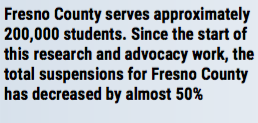 Fresno County serves approximately
200,000 students. Since the start of
this research and advocacy work, the
total suspensions for Fresno County
has decreased by almost 50%